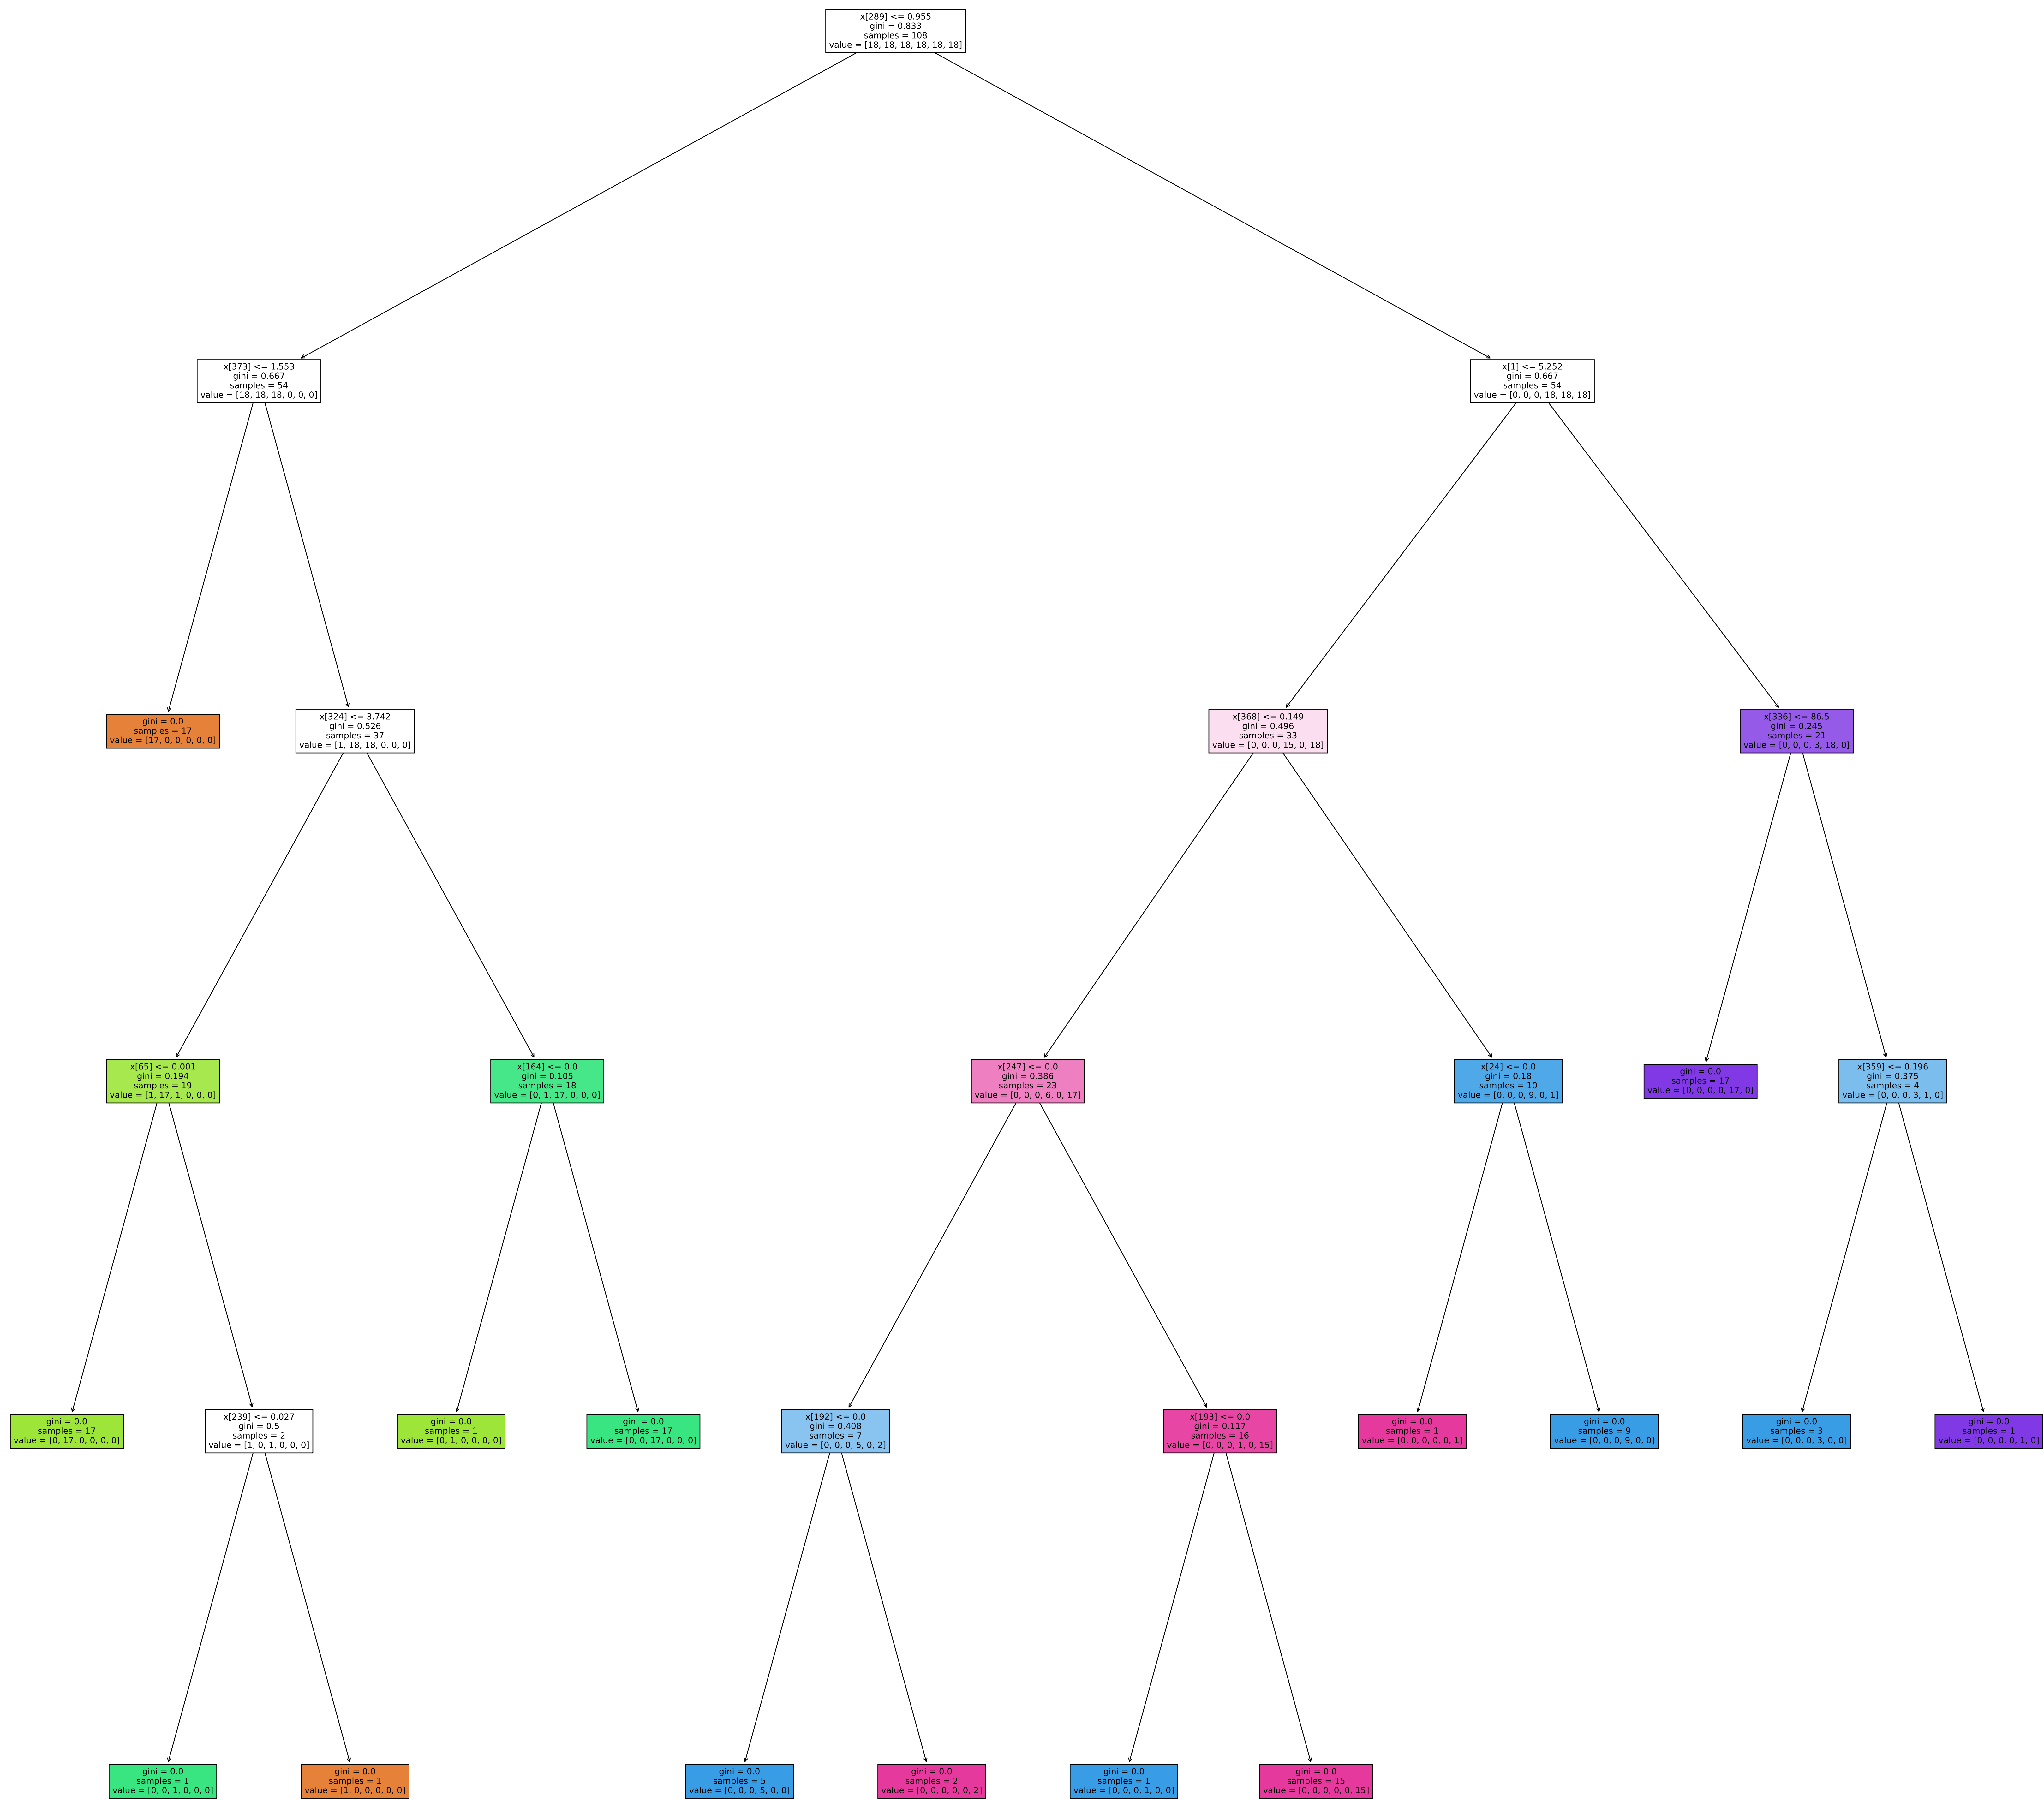 x[289] <= 0.955
gini = 0.833
samples = 108
value = [18, 18, 18, 18, 18, 18]
x[373] <= 1.553
gini = 0.667
samples = 54
value = [18, 18, 18, 0, 0, 0]
x[1] <= 5.252
gini = 0.667
samples = 54
value = [0, 0, 0, 18, 18, 18]
gini = 0.0
samples = 17
value = [17, 0, 0, 0, 0, 0]
x[324] <= 3.742
gini = 0.526
samples = 37
value = [1, 18, 18, 0, 0, 0]
x[368] <= 0.149
gini = 0.496
samples = 33
value = [0, 0, 0, 15, 0, 18]
x[336] <= 86.5
gini = 0.245
samples = 21
value = [0, 0, 0, 3, 18, 0]
x[65] <= 0.001
gini = 0.194
samples = 19
value = [1, 17, 1, 0, 0, 0]
x[164] <= 0.0
gini = 0.105
samples = 18
value = [0, 1, 17, 0, 0, 0]
x[247] <= 0.0
gini = 0.386
samples = 23
value = [0, 0, 0, 6, 0, 17]
x[24] <= 0.0
gini = 0.18
samples = 10
value = [0, 0, 0, 9, 0, 1]
gini = 0.0
samples = 17
value = [0, 0, 0, 0, 17, 0]
x[359] <= 0.196
gini = 0.375
samples = 4
value = [0, 0, 0, 3, 1, 0]
gini = 0.0
samples = 17
value = [0, 17, 0, 0, 0, 0]
x[239] <= 0.027
gini = 0.5
samples = 2
value = [1, 0, 1, 0, 0, 0]
gini = 0.0
samples = 1
value = [0, 1, 0, 0, 0, 0]
gini = 0.0
samples = 17
value = [0, 0, 17, 0, 0, 0]
x[192] <= 0.0
gini = 0.408
samples = 7
value = [0, 0, 0, 5, 0, 2]
x[193] <= 0.0
gini = 0.117
samples = 16
value = [0, 0, 0, 1, 0, 15]
gini = 0.0
samples = 1
value = [0, 0, 0, 0, 0, 1]
gini = 0.0
samples = 9
value = [0, 0, 0, 9, 0, 0]
gini = 0.0
samples = 3
value = [0, 0, 0, 3, 0, 0]
gini = 0.0
samples = 1
value = [0, 0, 0, 0, 1, 0]
gini = 0.0
samples = 1
value = [0, 0, 1, 0, 0, 0]
gini = 0.0
samples = 1
value = [1, 0, 0, 0, 0, 0]
gini = 0.0
samples = 5
value = [0, 0, 0, 5, 0, 0]
gini = 0.0
samples = 2
value = [0, 0, 0, 0, 0, 2]
gini = 0.0
samples = 1
value = [0, 0, 0, 1, 0, 0]
gini = 0.0
samples = 15
value = [0, 0, 0, 0, 0, 15]